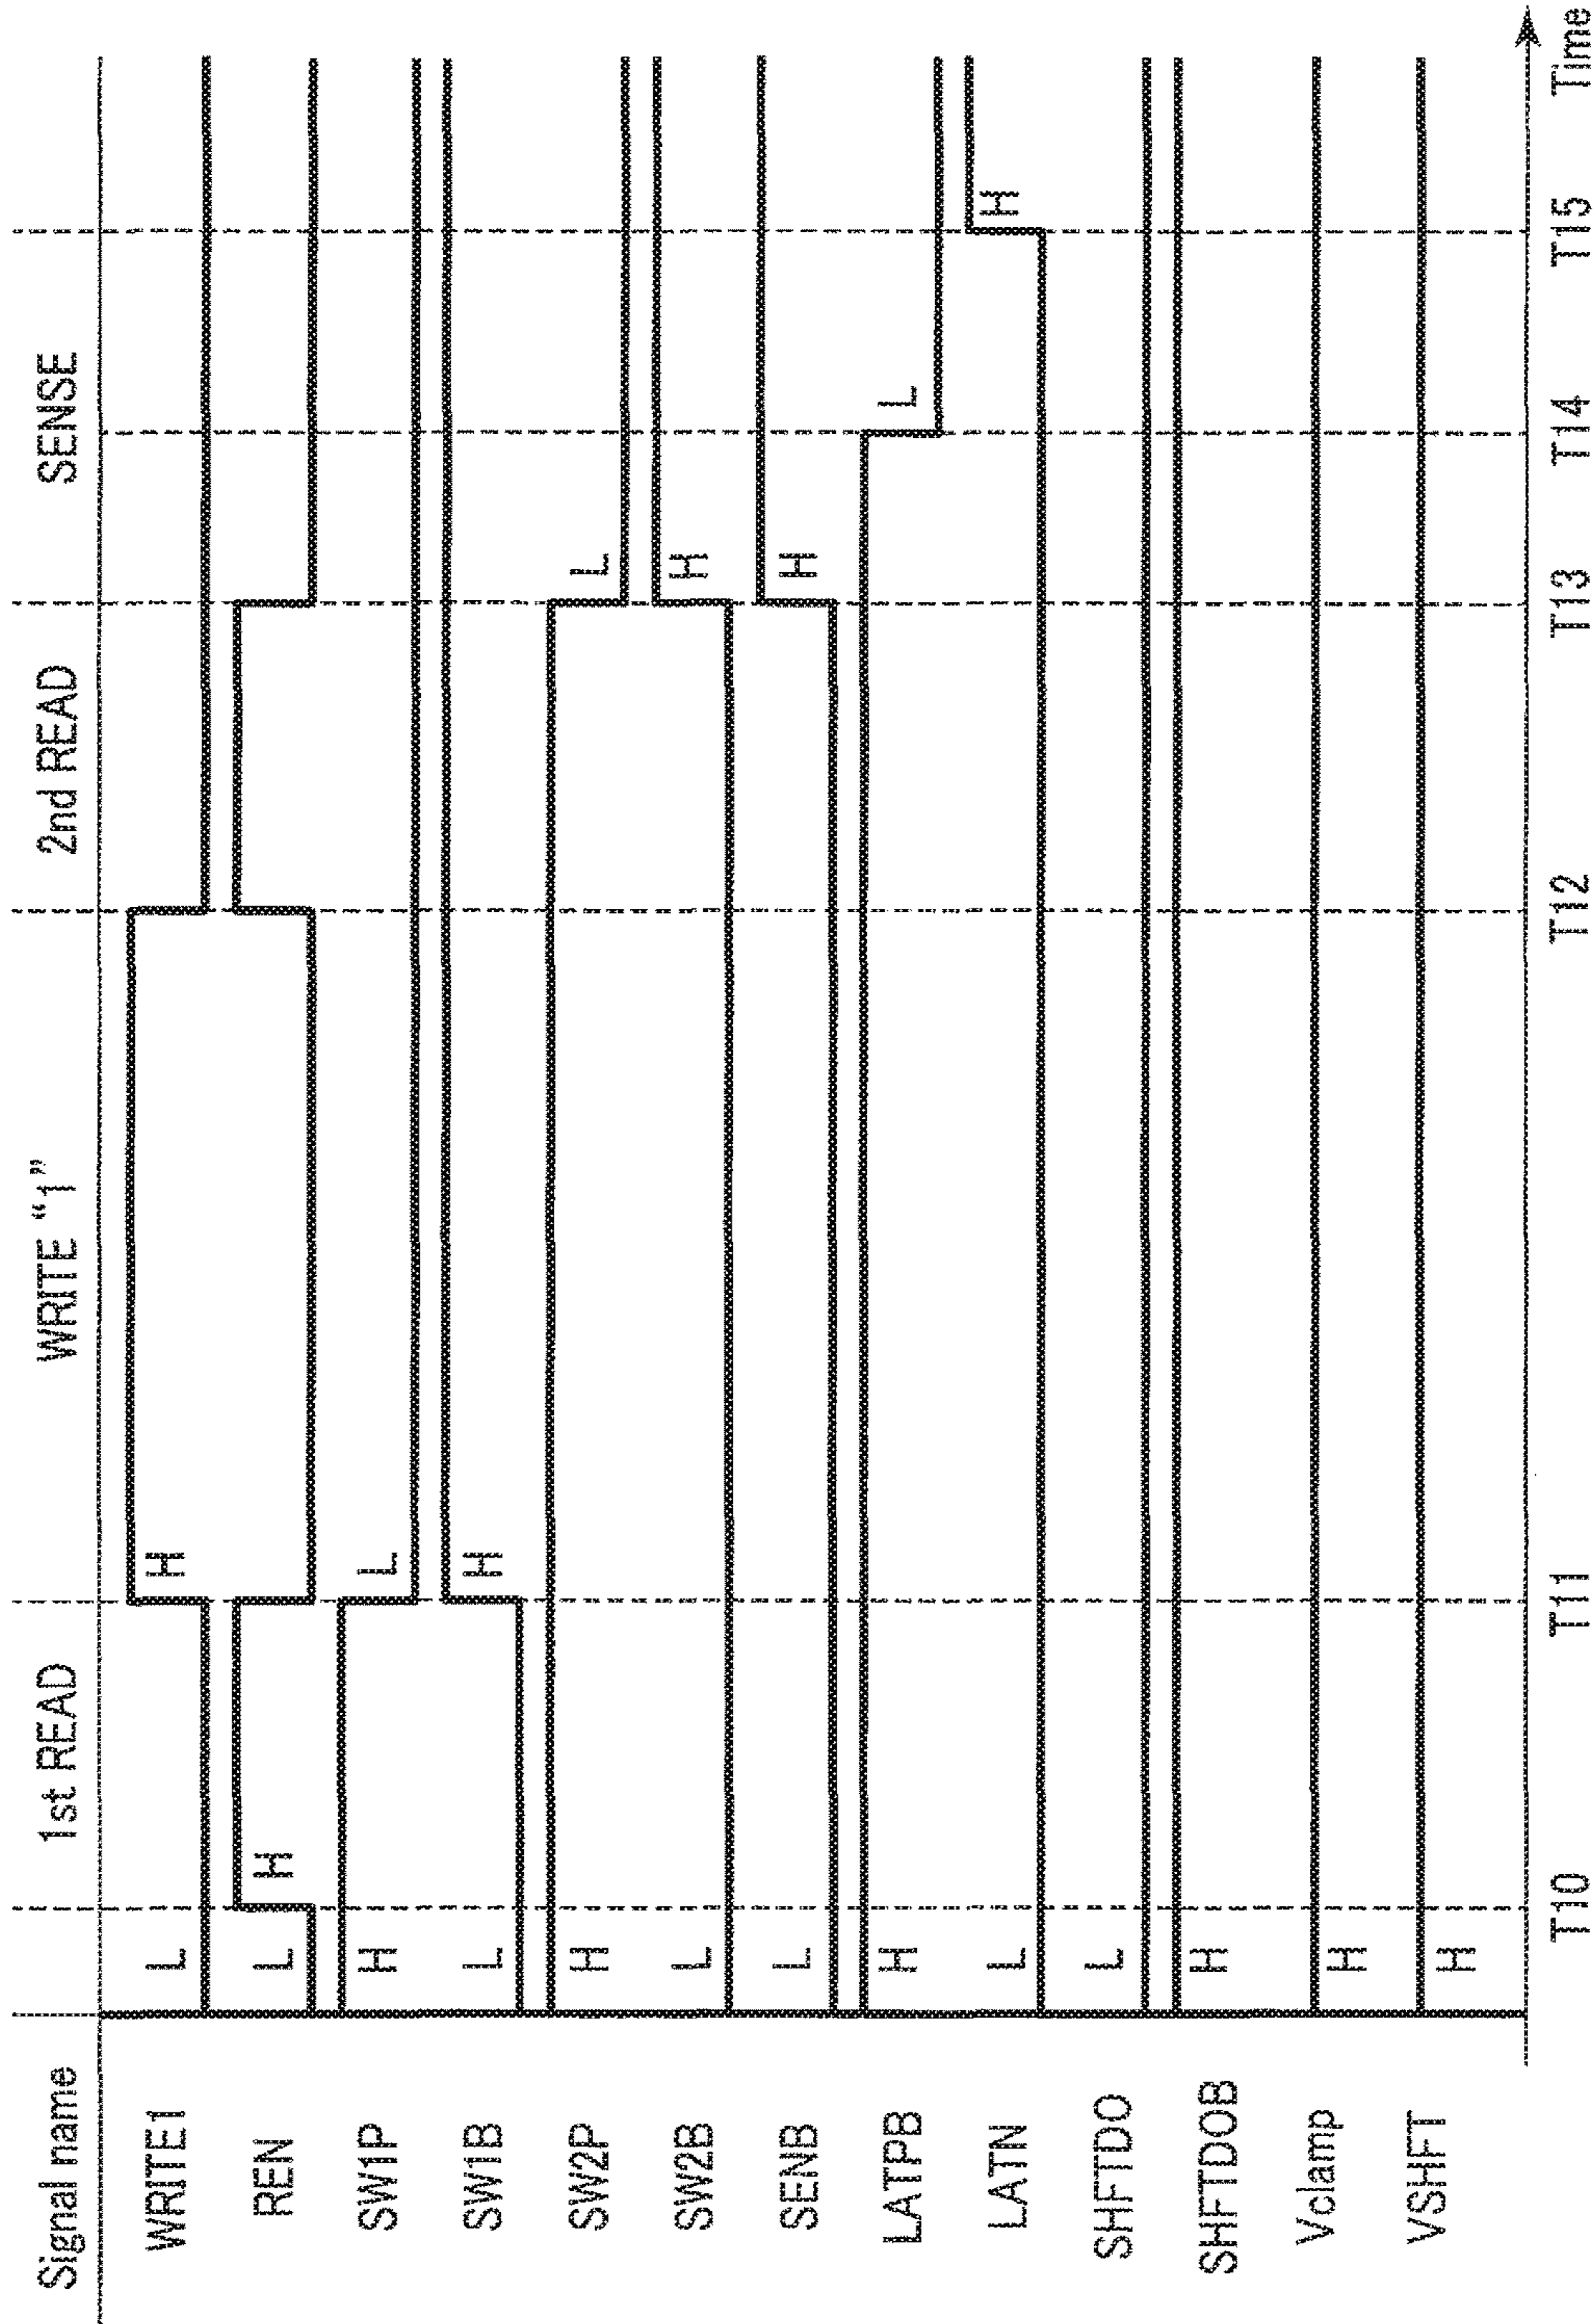 Signal name 1st READ WRITE “1” 2nd READ SENSE
WRITE1 L H
REN L H
SW1P H L
SW1B L H
SW2P H L
SW2B L H
SENB L H
LATPB H L
LATN L H
SHFTDO L
SHFTDOB H
Vclamp H
VSHFT H
T10 T11 T12 T13 T14 T15 Time